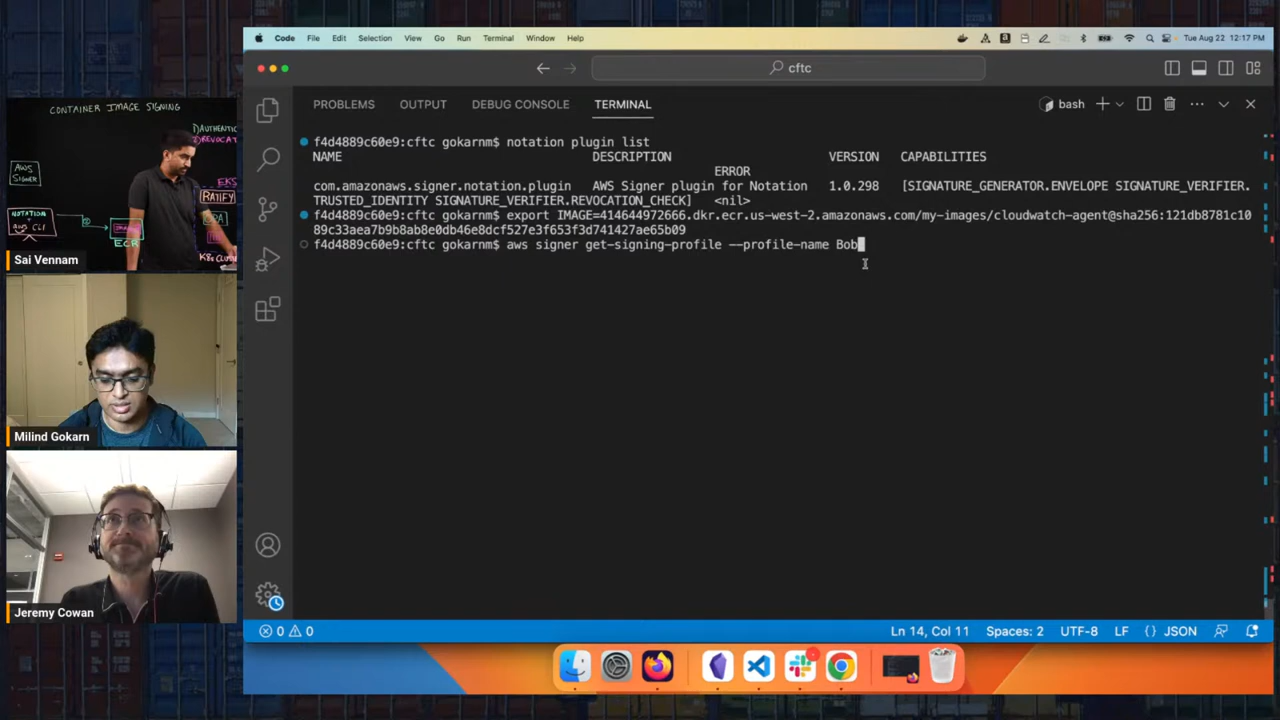 Code File Edit Selection View Go Run Terminal Window Help
Tue Aug 22 12:17 PM
cftc
PROBLEMS OUTPUT DEBUG CONSOLE TERMINAL
bash
f4d4889c60e9:cftc gokarnm$ notation plugin list
NAME DESCRIPTION VERSION CAPABILITIES
ERROR
com.amazonaws.signer.notation.plugin AWS Signer plugin for Notation 1.0.298 [SIGNATURE_GENERATOR.ENVELOPE SIGNATURE_VERIFIER.
TRUSTED_IDENTITY SIGNATURE_VERIFIER.REVOCATION_CHECK] <nil>
f4d4889c60e9:cftc gokarnm$ export IMAGE=414644972666.dkr.ecr.us-west-2.amazonaws.com/my-images/cloudwatch-agent@sha256:121db8781c10
89c33aea7b9b8ab8e0db46e8dcf527e3f653f3d741427ae65b09
f4d4889c60e9:cftc gokarnm$ aws signer get-signing-profile --profile-name Bob
0 0
Ln 14, Col 11 Spaces: 2 UTF-8 LF {} JSON
CONTAINER IMAGE SIGNING
AWS
SIGNER
NOTATION
AWS CLI
ECR
EKS
RATIFY
Sai Vennam
Milind Gokarn
Jeremy Cowan